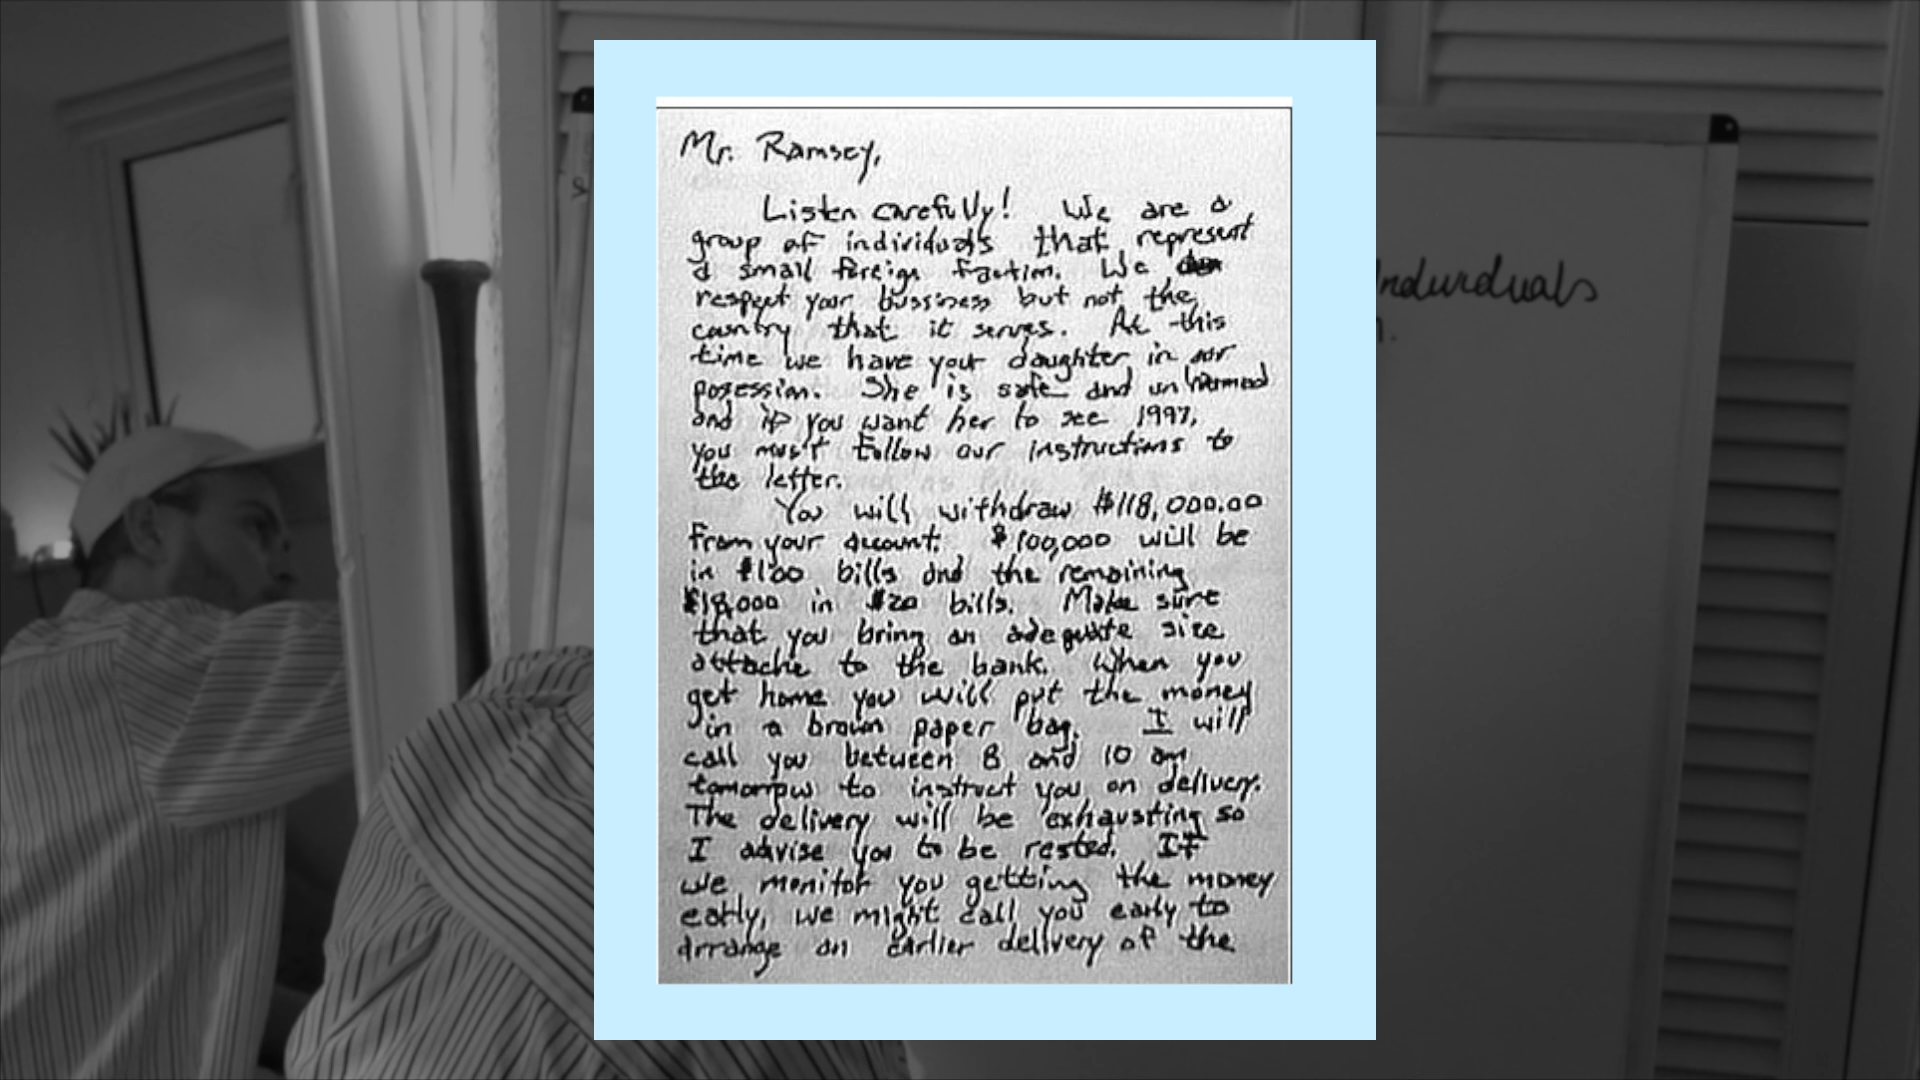 Mr. Ramsey,
Listen carefully! We are a
group of individuals that represent
a small foreign faction. We
respect your bussiness but not the
country that it serves. At this
time we have your daughter in our
posession. She is safe and unharmed
and if you want her to see 1997,
you must follow our instructions to
the letter.
You will withdraw $118,000.00
from your account. $100,000 will be
in $100 bills and the remaining
$18,000 in $20 bills. Make sure
that you bring an adequate size
attache to the bank. When you
get home you will put the money
in a brown paper bag. I will
call you between 8 and 10 am
tomorrow to instruct you on delivery.
The delivery will be exhausting so
I advise you to be rested. If
we monitor you getting the money
early, we might call you early to
arrange an earlier delivery of the
Indurduals